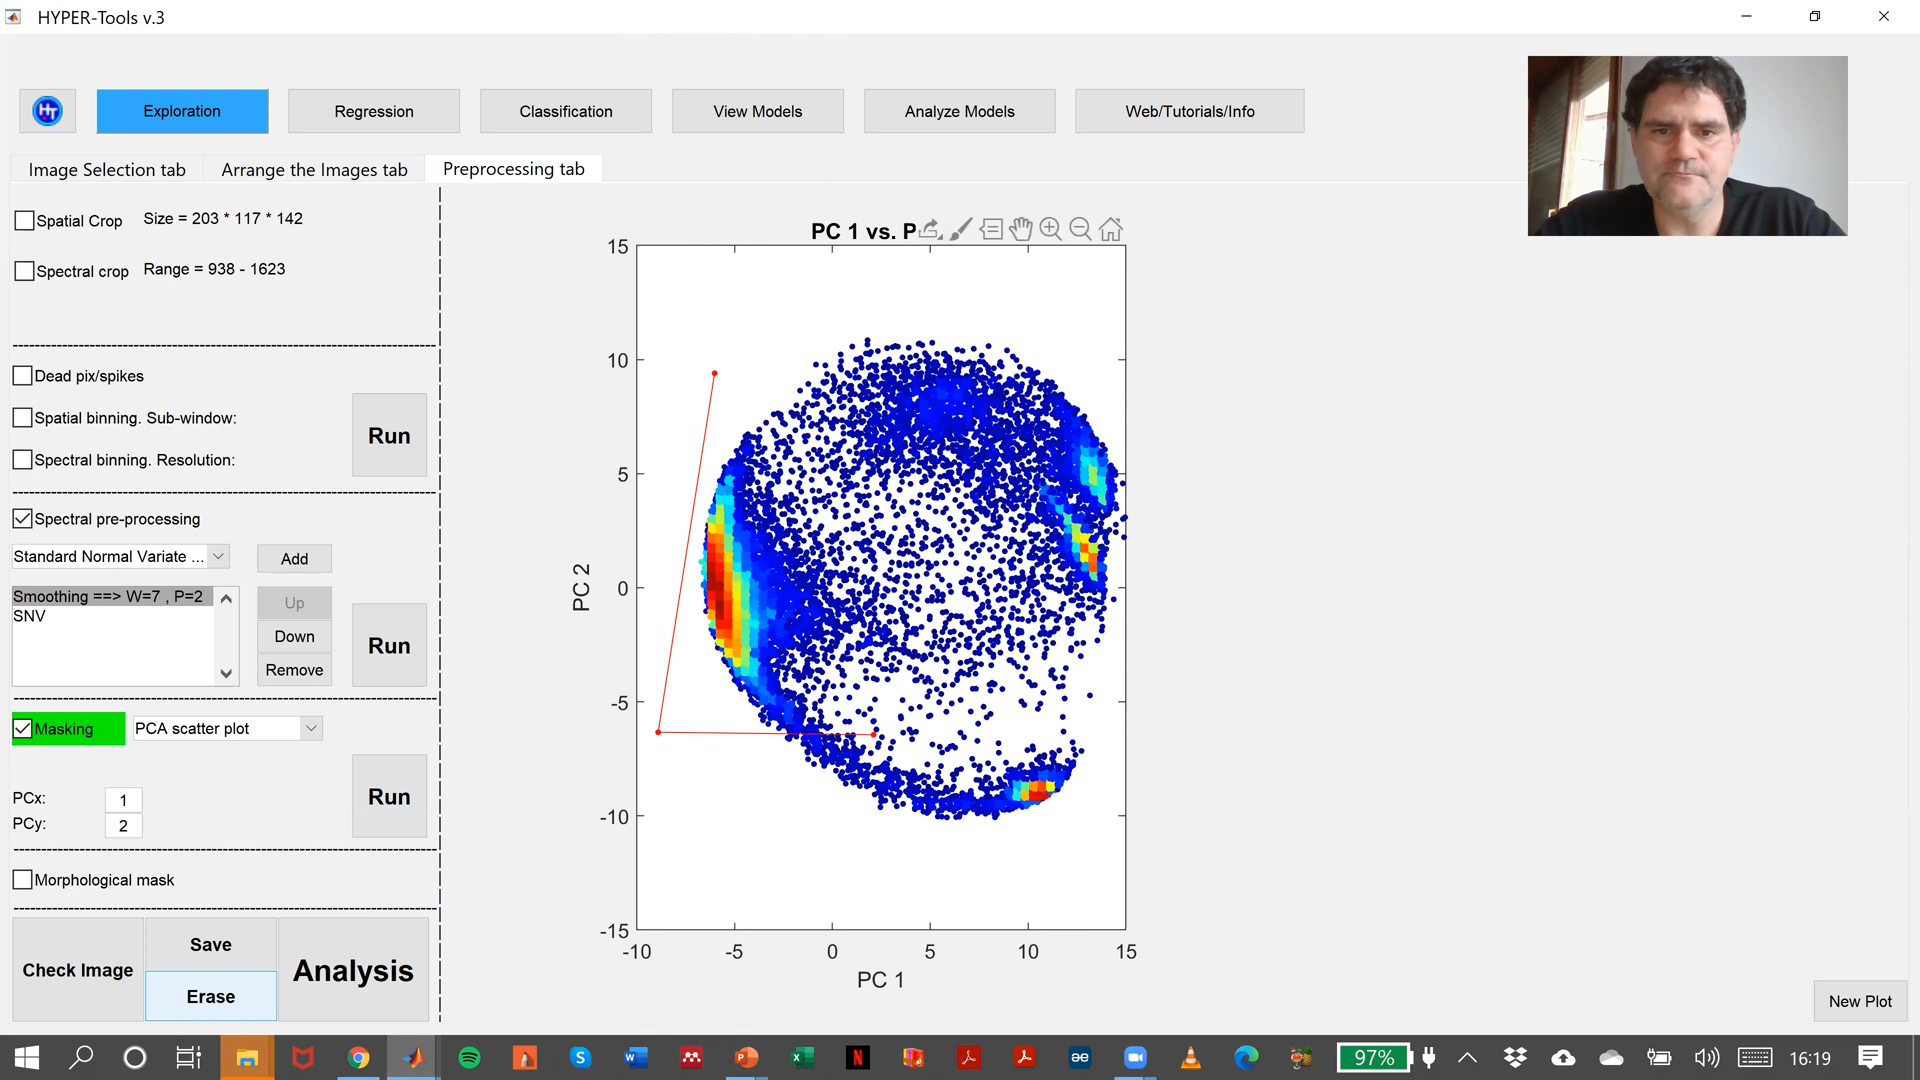 HYPER-Tools v.3
HT
Exploration
Regression
Classification
View Models
Analyze Models
Web/Tutorials/Info
Image Selection tab
Arrange the Images tab
Preprocessing tab
Spatial Crop
Size = 203 * 117 * 142
Spectral crop
Range = 938 - 1623
Dead pix/spikes
Spatial binning. Sub-window:
Spectral binning. Resolution:
Run
Spectral pre-processing
Standard Normal Variate ...
Add
Smoothing ==> W=7 , P=2
SNV
Up
Down
Remove
Run
Masking
PCA scatter plot
PCx:
1
PCy:
2
Run
Morphological mask
Check Image
Save
Erase
Analysis
PC 1 vs. P
15
10
5
0
-5
-10
-15
PC 2
-10
-5
0
5
10
15
PC 1
New Plot
97%
16:19